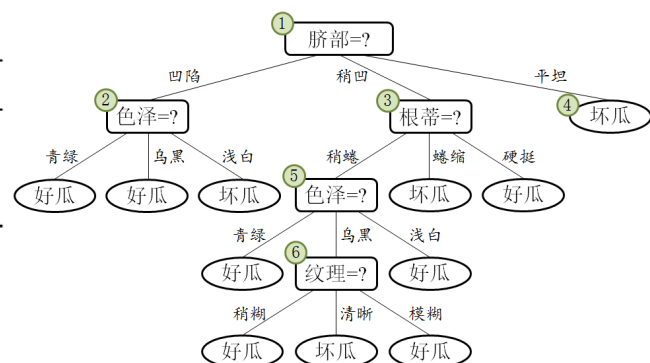 1
脐部=?
凹陷 稍凹 平坦
2 3 4
色泽=? 根蒂=? 坏瓜
青绿 乌黑 浅白 稍蜷 蜷缩 硬挺
5
好瓜 好瓜 坏瓜 色泽=? 坏瓜 好瓜
青绿 乌黑 浅白
6
好瓜 纹理=? 好瓜
稍糊 清晰 模糊
好瓜 坏瓜 好瓜